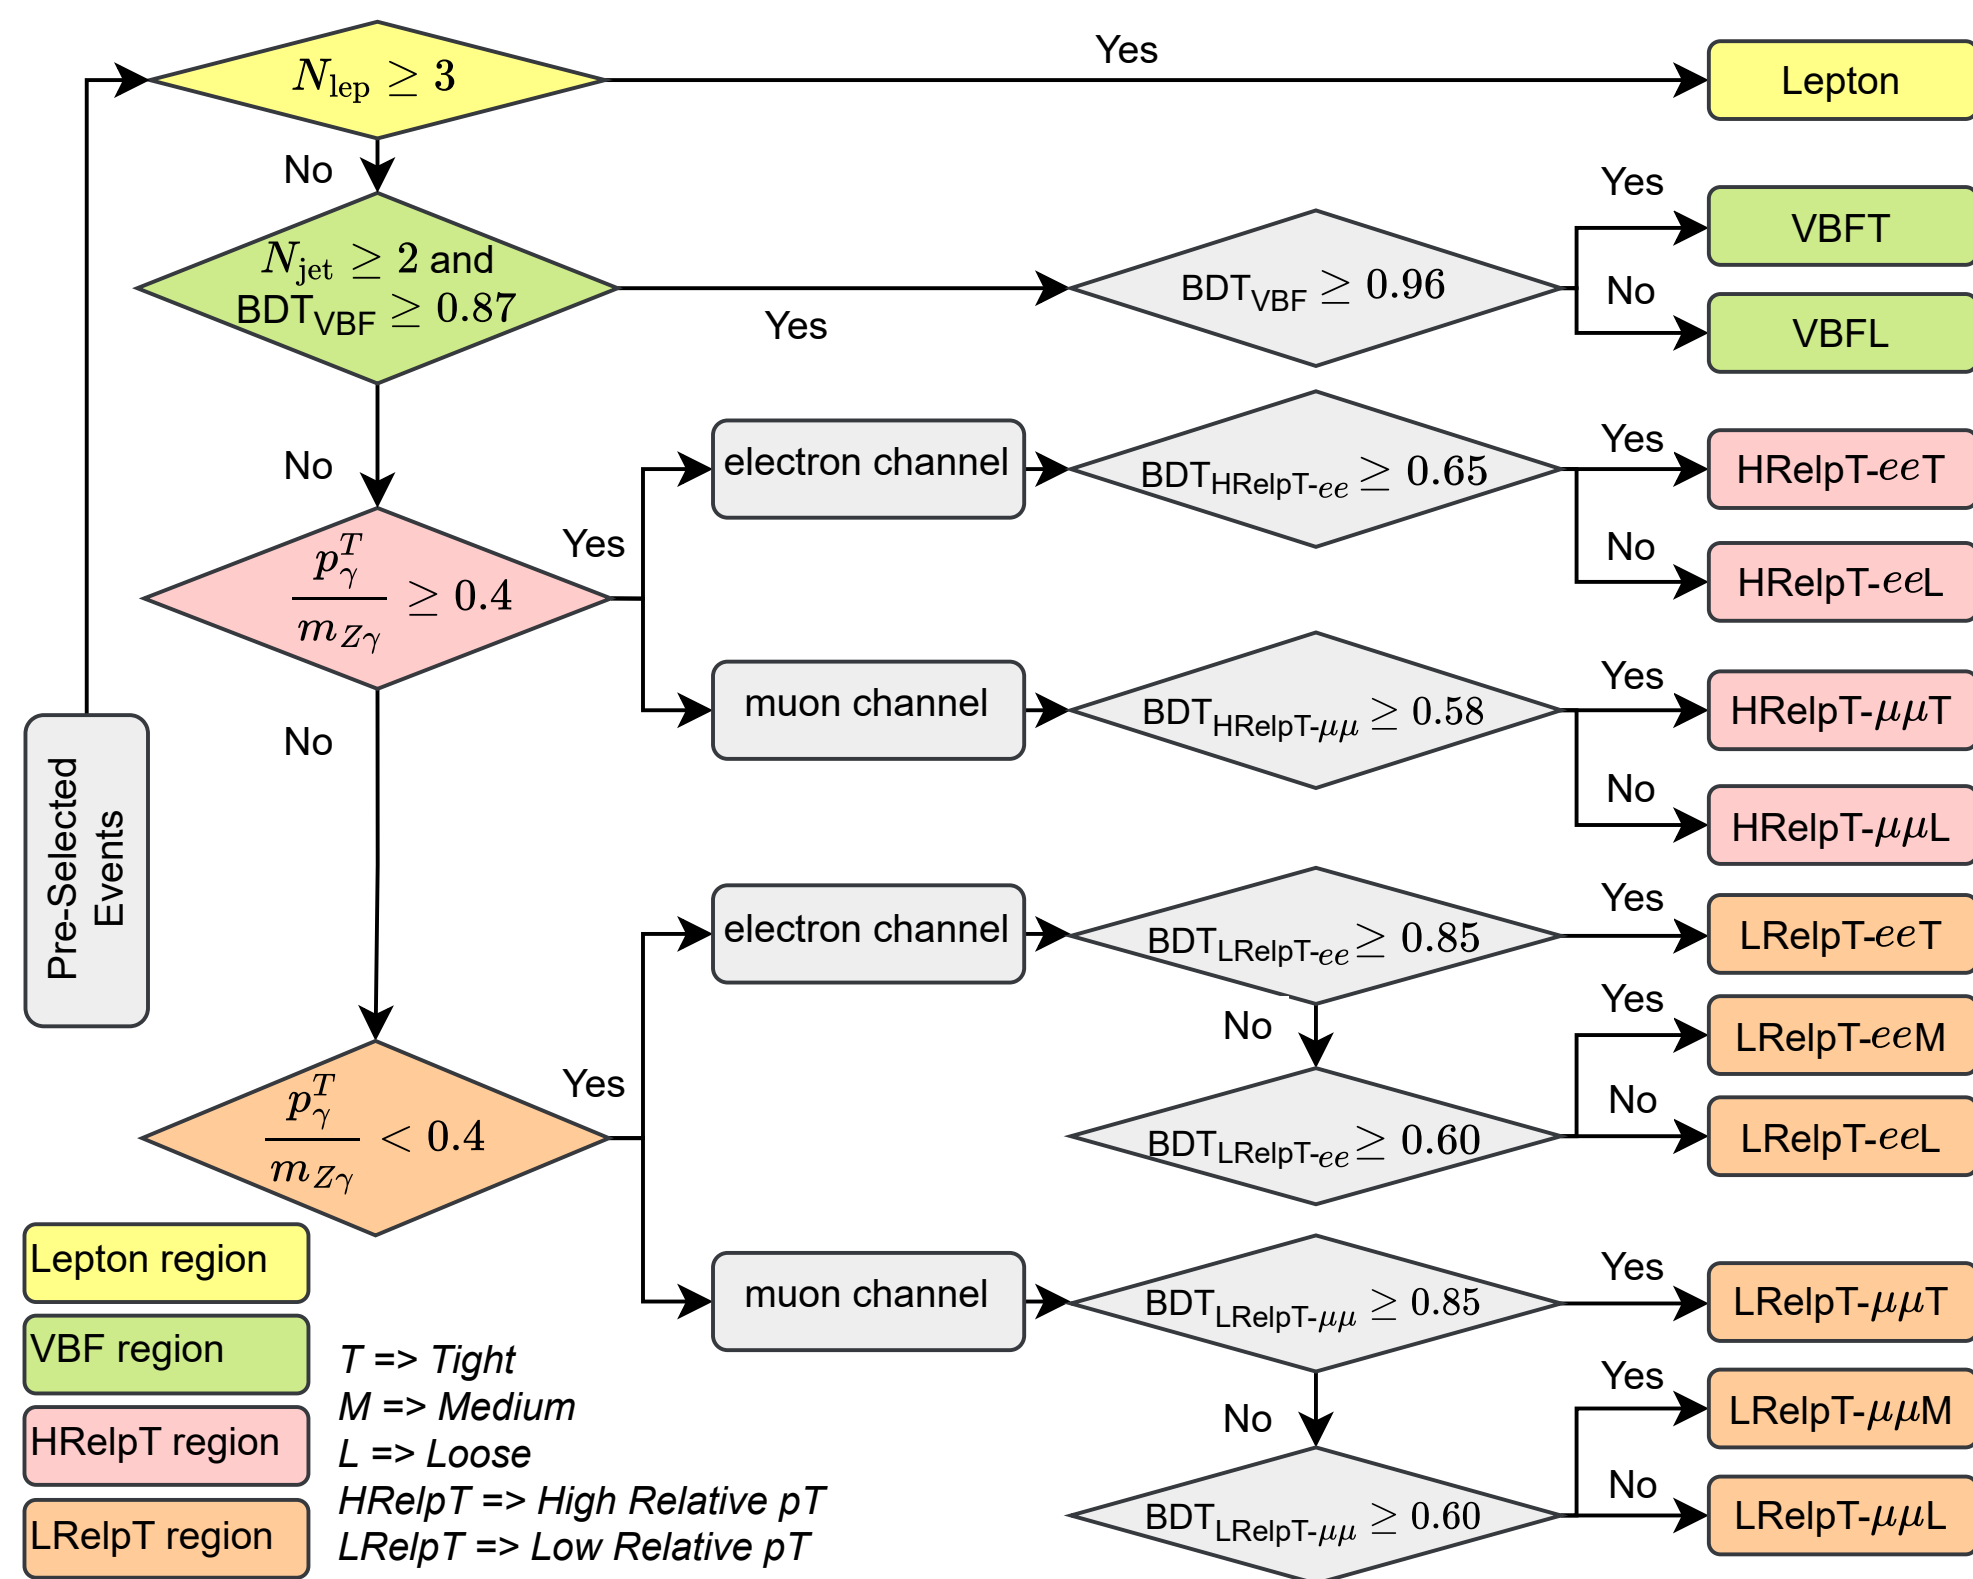 N_lep ≥ 3
Yes
Lepton
No
N_jet ≥ 2 and
BDT_VBF ≥ 0.87
Yes
BDT_VBF ≥ 0.96
Yes
VBFT
No
VBFL
No
p_γ^T / m_Zγ ≥ 0.4
Yes
electron channel
BDT_HRelpT-ee ≥ 0.65
Yes
HRelpT-eeT
No
HRelpT-eeL
muon channel
BDT_HRelpT-μμ ≥ 0.58
Yes
HRelpT-μμT
No
HRelpT-μμL
No
Pre-Selected
Events
p_γ^T / m_Zγ < 0.4
Yes
electron channel
BDT_LRelpT-ee ≥ 0.85
Yes
LRelpT-eeT
No
BDT_LRelpT-ee ≥ 0.60
Yes
LRelpT-eeM
No
LRelpT-eeL
muon channel
BDT_LRelpT-μμ ≥ 0.85
Yes
LRelpT-μμT
No
BDT_LRelpT-μμ ≥ 0.60
Yes
LRelpT-μμM
No
LRelpT-μμL
Lepton region
VBF region
HRelpT region
LRelpT region
T => Tight
M => Medium
L => Loose
HRelpT => High Relative pT
LRelpT => Low Relative pT